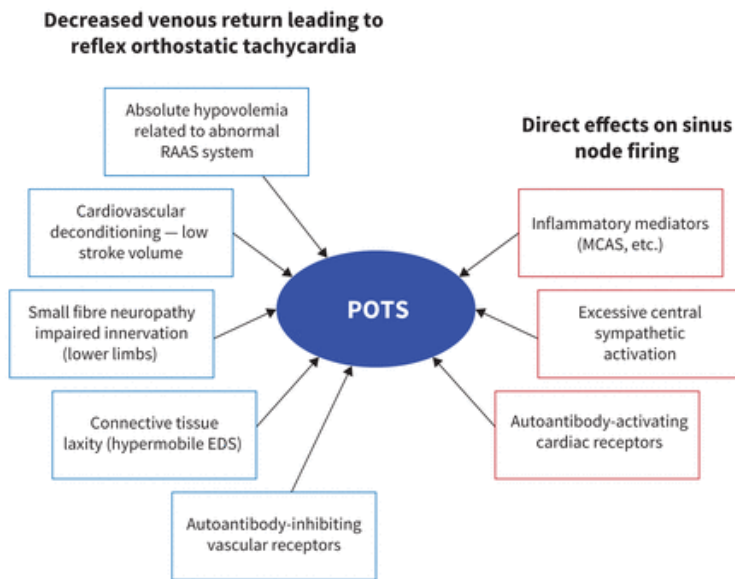 Decreased venous return leading to
reflex orthostatic tachycardia
Absolute hypovolemia
related to abnormal
RAAS system
Cardiovascular
deconditioning — low
stroke volume
Small fibre neuropathy
impaired innervation
(lower limbs)
Connective tissue
laxity (hypermobile EDS)
Autoantibody-inhibiting
vascular receptors
POTS
Direct effects on sinus
node firing
Inflammatory mediators
(MCAS, etc.)
Excessive central
sympathetic
activation
Autoantibody-activating
cardiac receptors